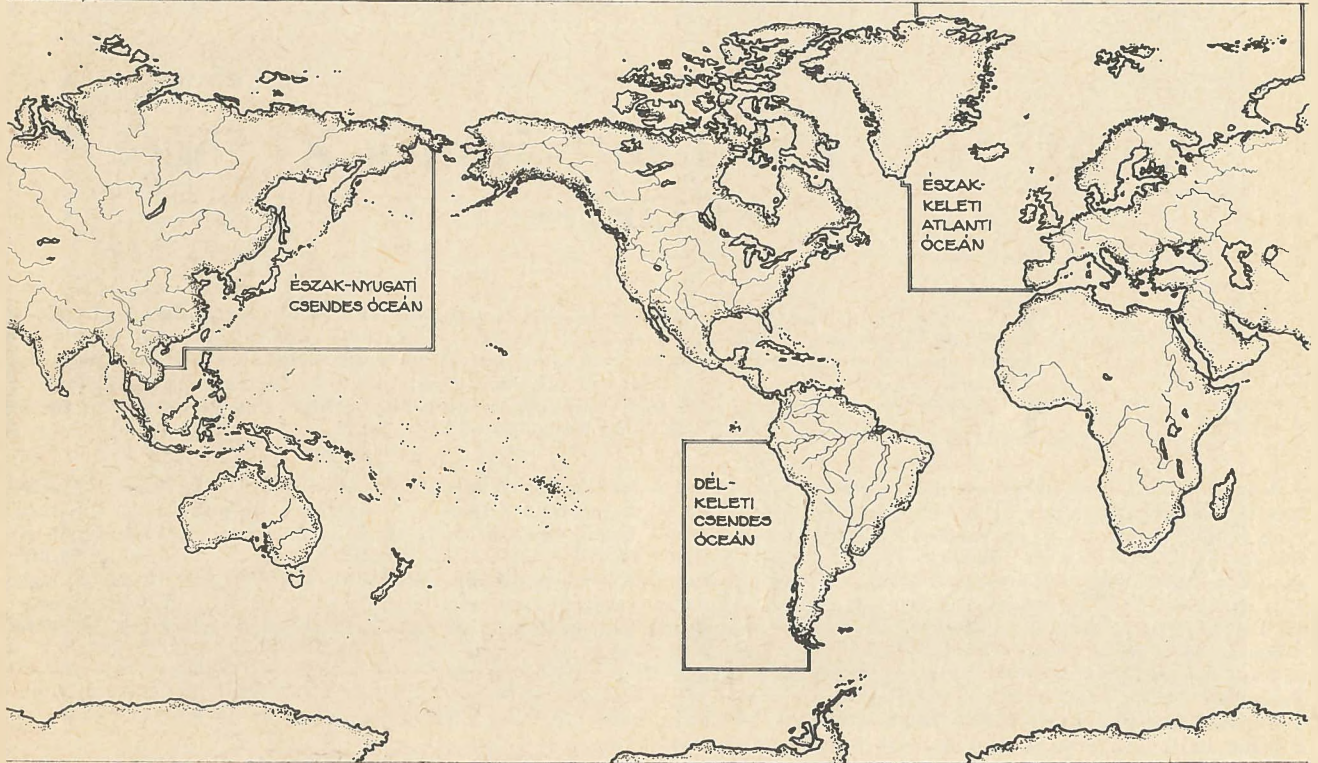 ÉSZAK-NYUGATI
CSENDES ÓCEÁN
ÉSZAK-
KELETI
ATLANTI
ÓCEÁN
DÉL-
KELETI
CSENDES
ÓCEÁN